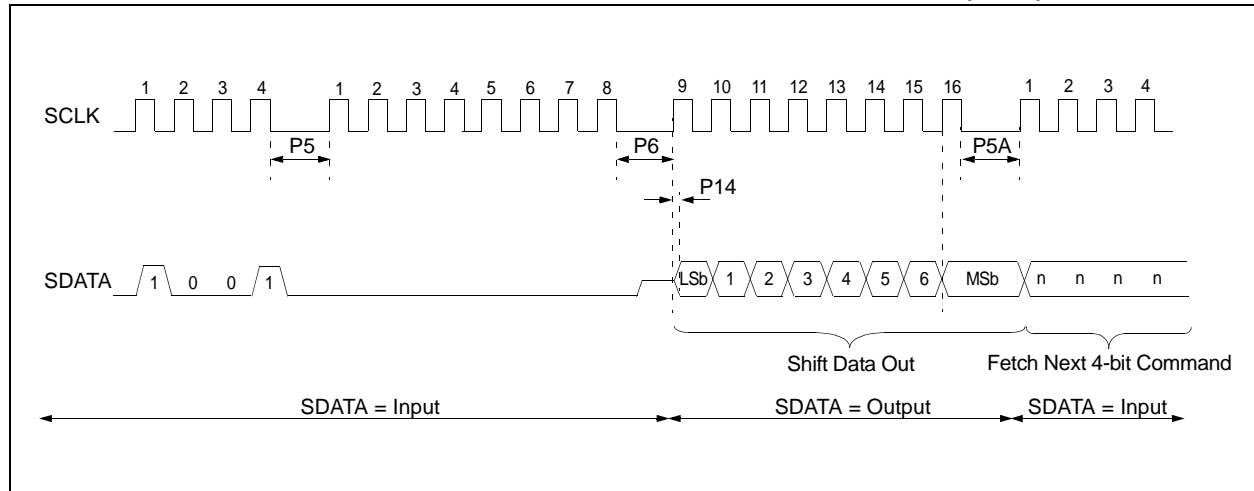 1 2 3 4 1 2 3 4 5 6 7 8 9 10 11 12 13 14 15 16 1 2 3 4
SCLK
P5 P6 P5A
P14
SDATA 1 0 0 1 LSb 1 2 3 4 5 6 MSb n n n n
Shift Data Out Fetch Next 4-bit Command
SDATA = Input SDATA = Output SDATA = Input